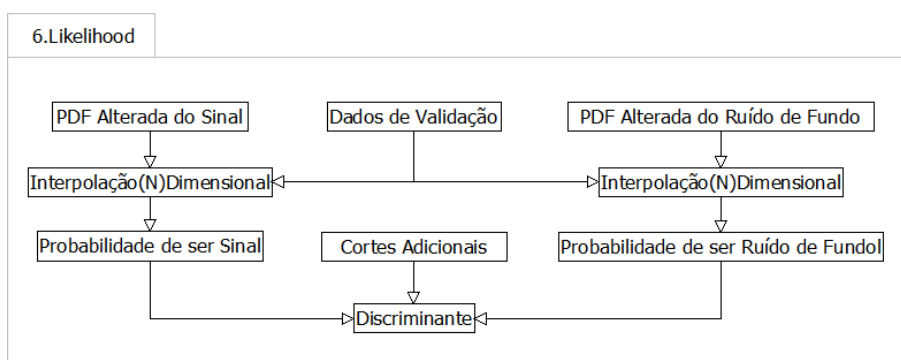 6.Likelihood
PDF Alterada do Sinal
Dados de Validação
PDF Alterada do Ruído de Fundo
Interpolação(N)Dimensional
Interpolação(N)Dimensional
Probabilidade de ser Sinal
Cortes Adicionais
Probabilidade de ser Ruído de Fundol
Discriminante